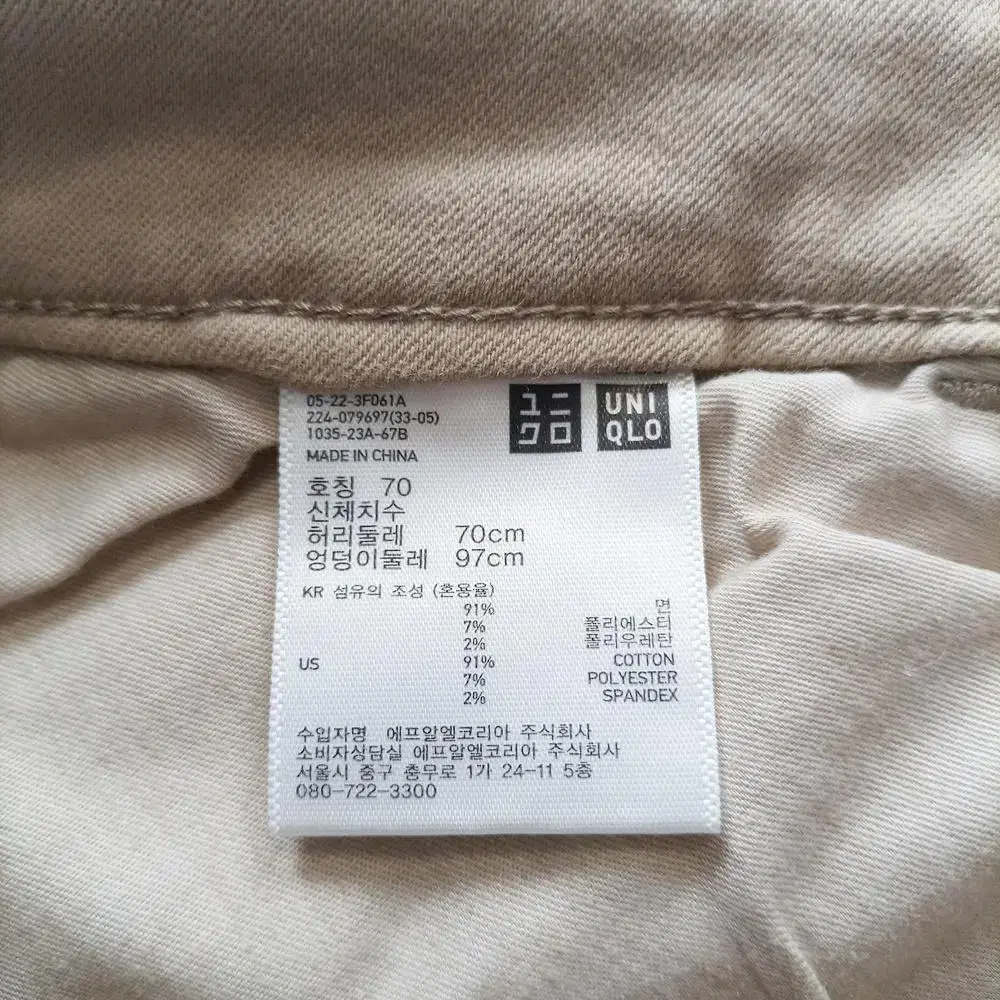 05-22-3F061A
224-079697(33-05)
1035-23A-67B
MADE IN CHINA
ユニ
クロ
UNI
QLO
호칭 70
신체치수
허리둘레 70cm
엉덩이둘레 97cm
KR 섬유의 조성 (혼용율)
91% 면
7% 폴리에스터
2% 폴리우레탄
US 91% COTTON
7% POLYESTER
2% SPANDEX
수입자명 에프알엘코리아 주식회사
소비자상담실 에프알엘코리아 주식회사
서울시 중구 충무로 1가 24-11 5층
080-722-3300